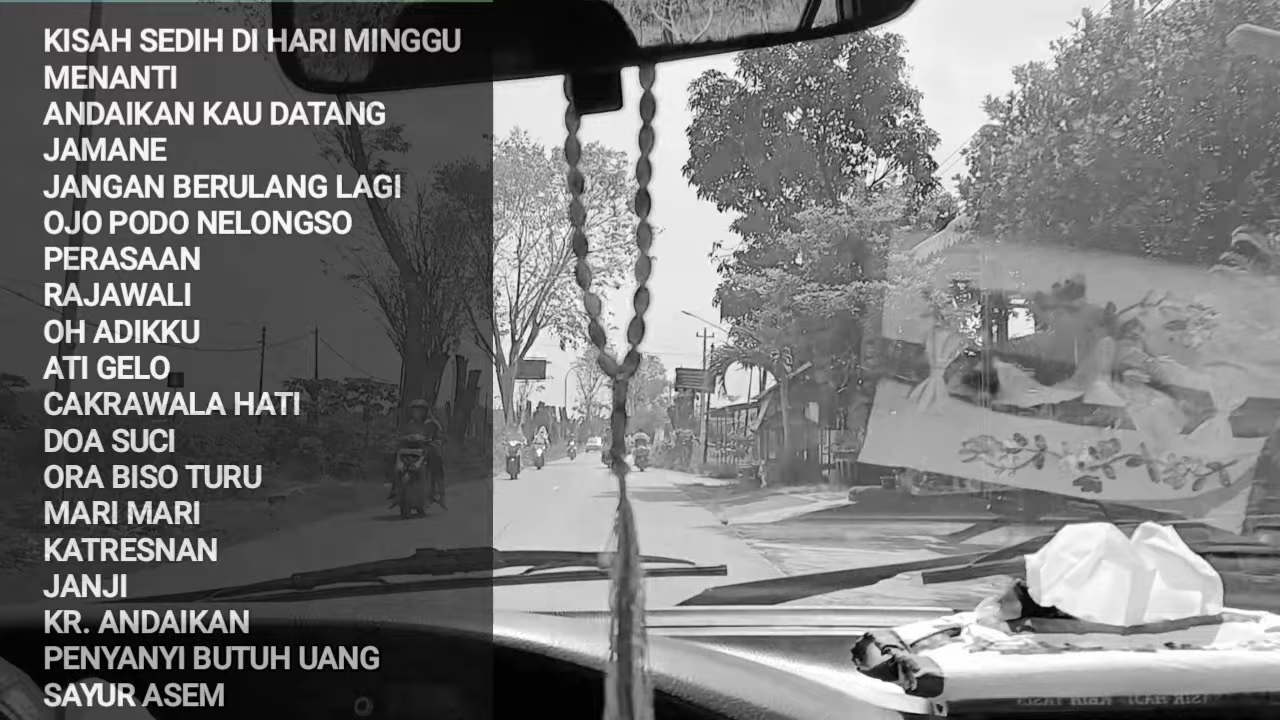 KISAH SEDIH DI HARI MINGGU
MENANTI
ANDAIKAN KAU DATANG
JAMANE
JANGAN BERULANG LAGI
OJO PODO NELONGSO
PERASAAN
RAJAWALI
OH ADIKKU
ATI GELO
CAKRAWALA HATI
DOA SUCI
ORA BISO TURU
MARI MARI
KATRESNAN
JANJI
KR. ANDAIKAN
PENYANYI BUTUH UANG
SAYUR ASEM